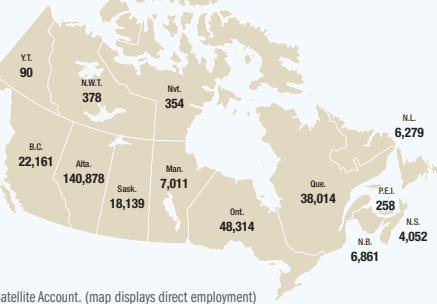 Y.T.
90
N.W.T.
378
Nvt.
354
B.C.
22,161
Alta.
140,878
Sask.
18,139
Man.
7,011
Ont.
48,314
Que.
38,014
N.L.
6,279
P.E.I.
258
N.S.
4,052
N.B.
6,861
atellite Account. (map displays direct employment)